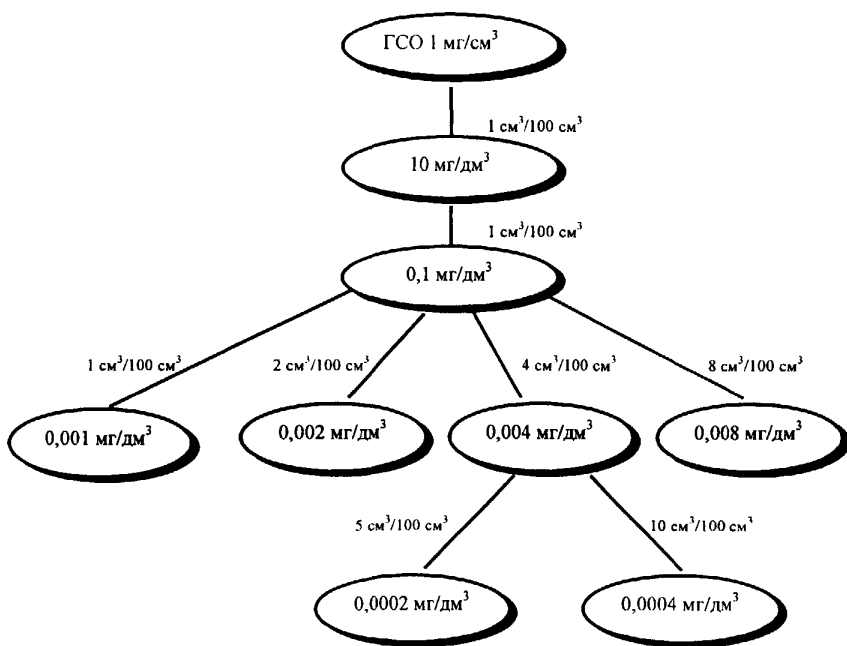 ГСО 1 мг/см³
1 см³/100 см³
10 мг/дм³
1 см³/100 см³
0,1 мг/дм³
1 см³/100 см³
2 см³/100 см³
4 см³/100 см³
8 см³/100 см³
0,001 мг/дм³
0,002 мг/дм³
0,004 мг/дм³
0,008 мг/дм³
5 см³/100 см³
10 см³/100 см³
0,0002 мг/дм³
0,0004 мг/дм³